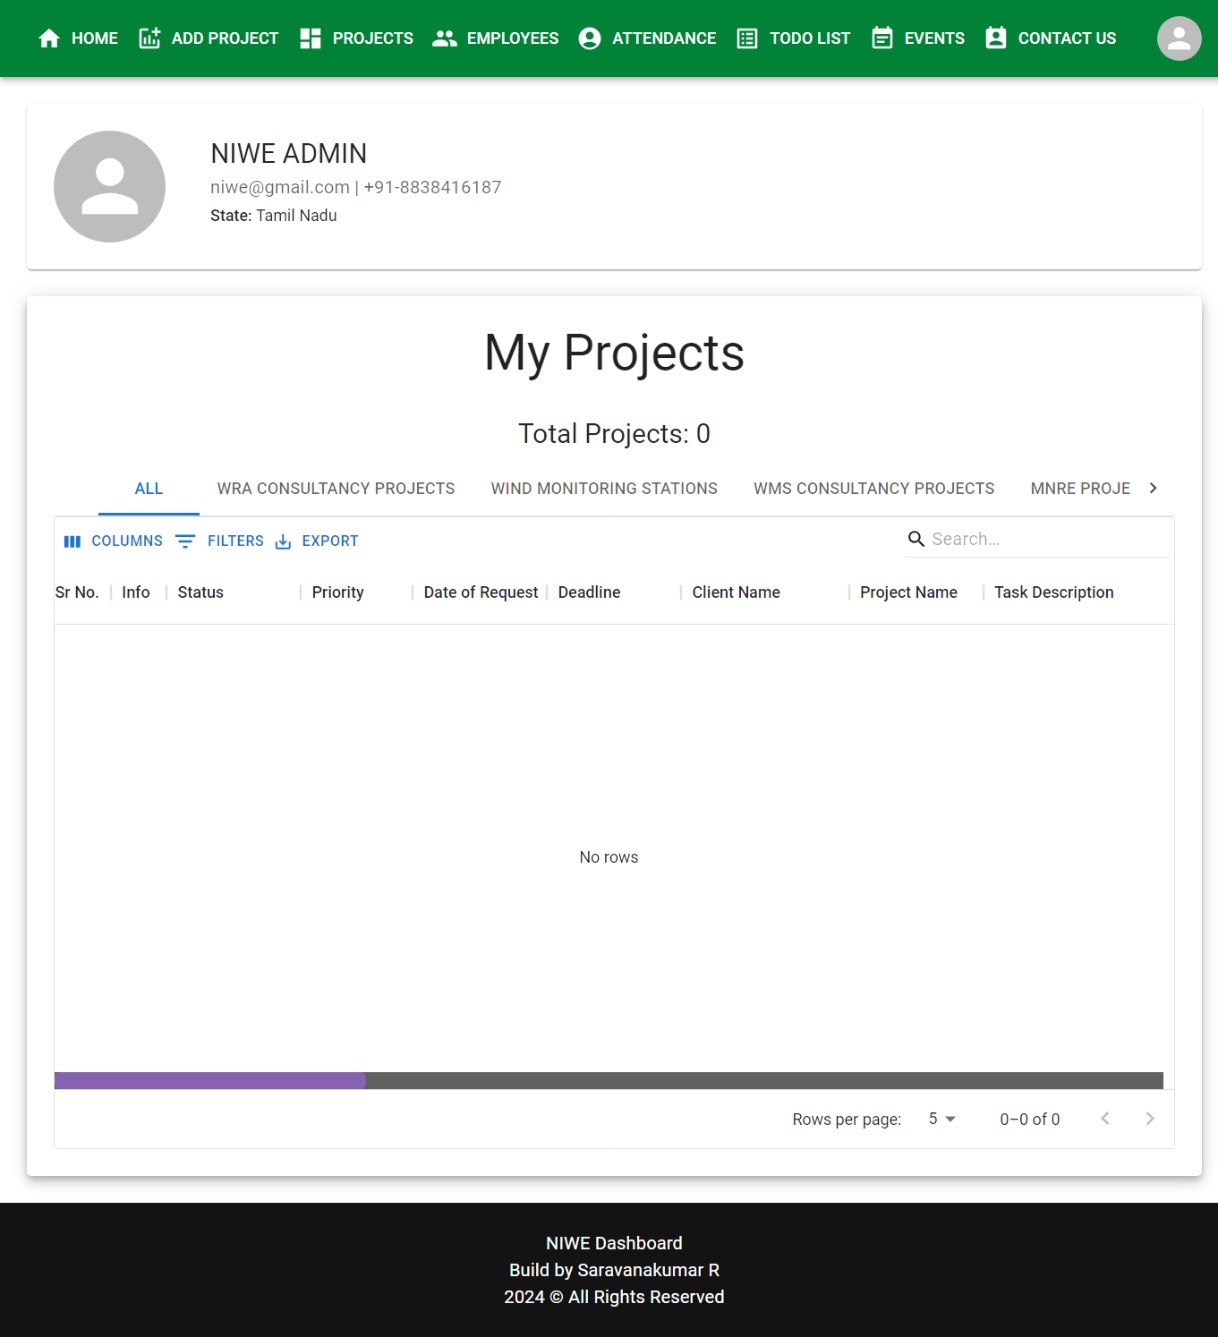 HOME ADD PROJECT PROJECTS EMPLOYEES ATTENDANCE TODO LIST EVENTS CONTACT US
NIWE ADMIN
niwe@gmail.com | +91-8838416187
State: Tamil Nadu
My Projects
Total Projects: 0
ALL WRA CONSULTANCY PROJECTS WIND MONITORING STATIONS WMS CONSULTANCY PROJECTS MNRE PROJE
COLUMNS FILTERS EXPORT Search...
Sr No. Info Status Priority Date of Request Deadline Client Name Project Name Task Description
No rows
Rows per page: 5 0–0 of 0
NIWE Dashboard
Build by Saravanakumar R
2024 © All Rights Reserved